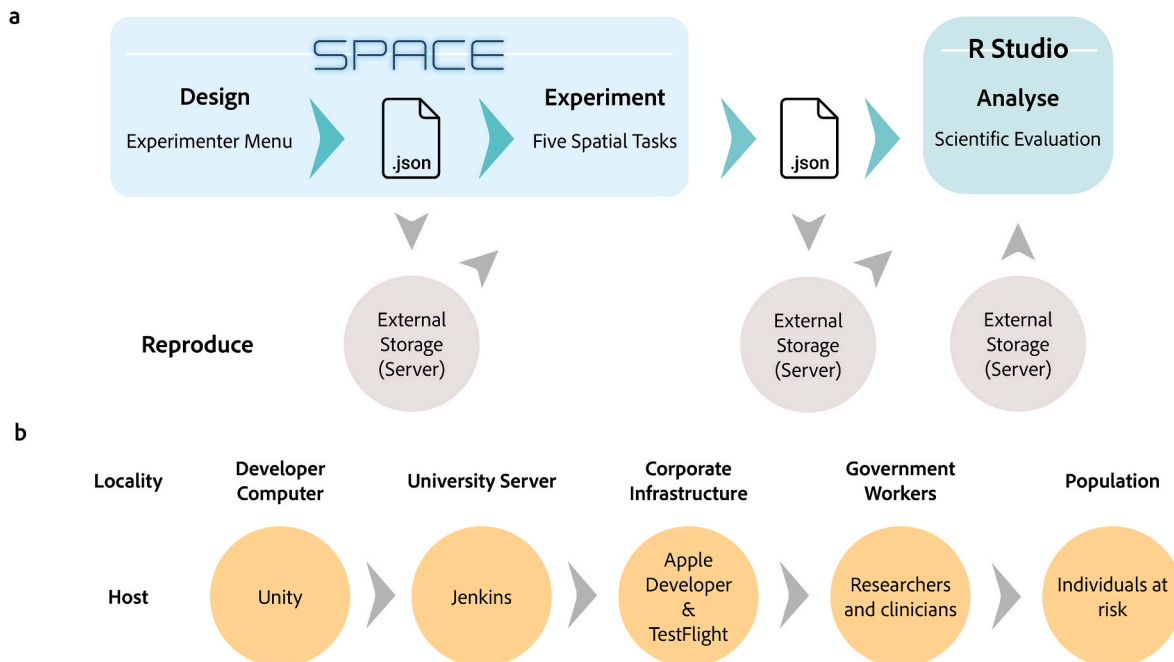 a
SPACE
R Studio
Design
Experiment
Analyse
Experimenter Menu
.json
Five Spatial Tasks
.json
Scientific Evaluation
Reproduce
External
Storage
(Server)
External
Storage
(Server)
External
Storage
(Server)
b
Locality
Developer
Computer
University Server
Corporate
Infrastructure
Government
Workers
Population
Host
Unity
Jenkins
Apple
Developer
&
TestFlight
Researchers
and clinicians
Individuals at
risk